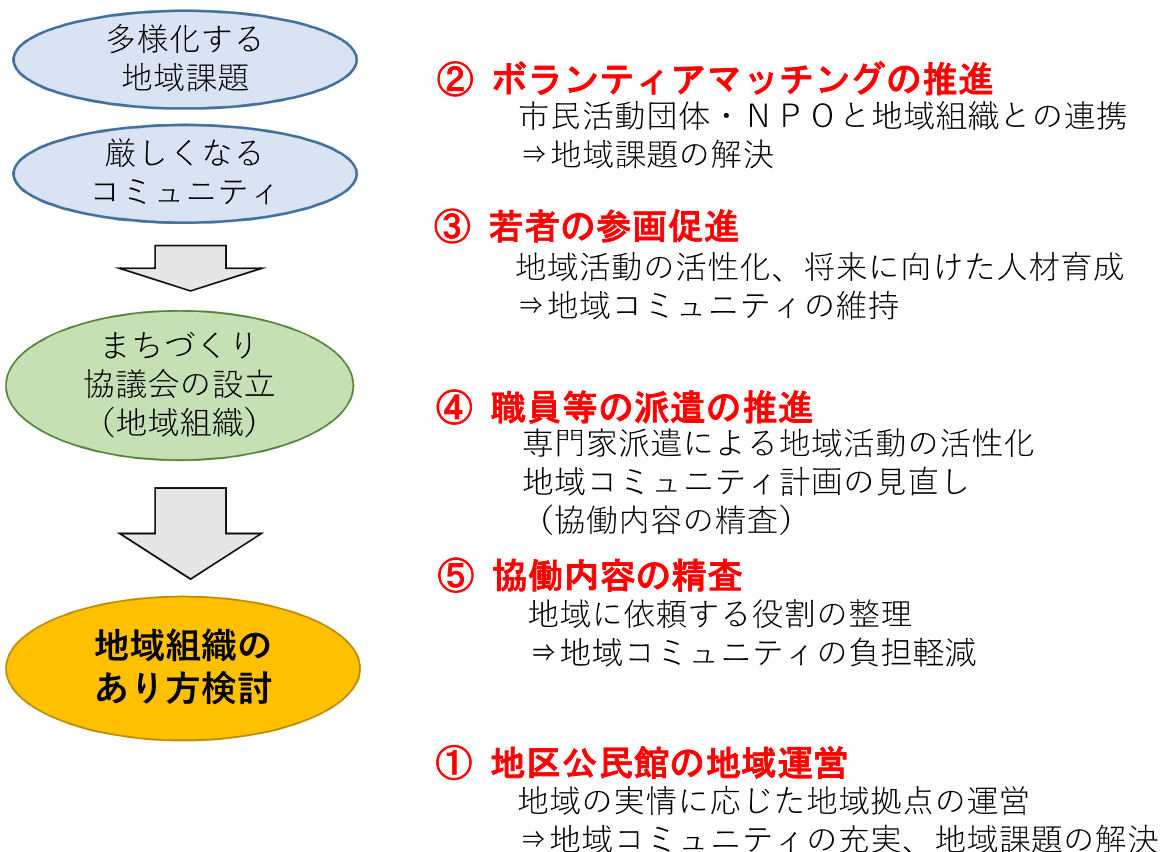 多様化する
地域課題
厳しくなる
コミュニティ
まちづくり
協議会の設立
（地域組織）
地域組織の
あり方検討
② ボランティアマッチングの推進
市民活動団体・ＮＰＯと地域組織との連携
⇒地域課題の解決
③ 若者の参画促進
地域活動の活性化、将来に向けた人材育成
⇒地域コミュニティの維持
④ 職員等の派遣の推進
専門家派遣による地域活動の活性化
地域コミュニティ計画の見直し
（協働内容の精査）
⑤ 協働内容の精査
地域に依頼する役割の整理
⇒地域コミュニティの負担軽減
① 地区公民館の地域運営
地域の実情に応じた地域拠点の運営
⇒地域コミュニティの充実、地域課題の解決